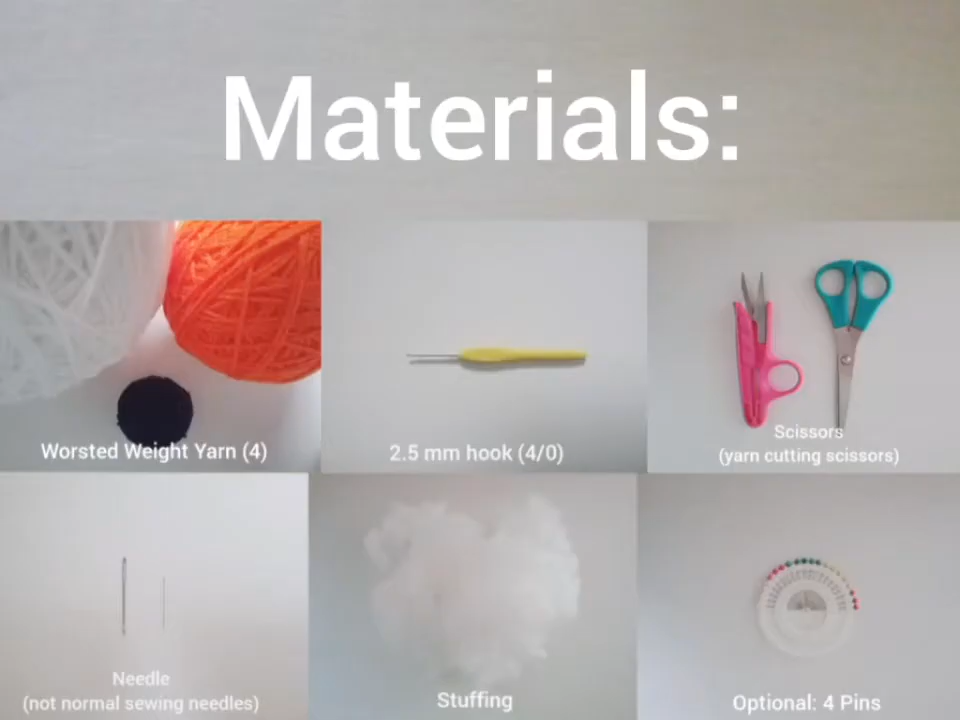 Materials:
Worsted Weight Yarn (4)
2.5 mm hook (4/0)
Scissors
(yarn cutting scissors)
Needle
(not normal sewing needles)
Stuffing
Optional: 4 Pins